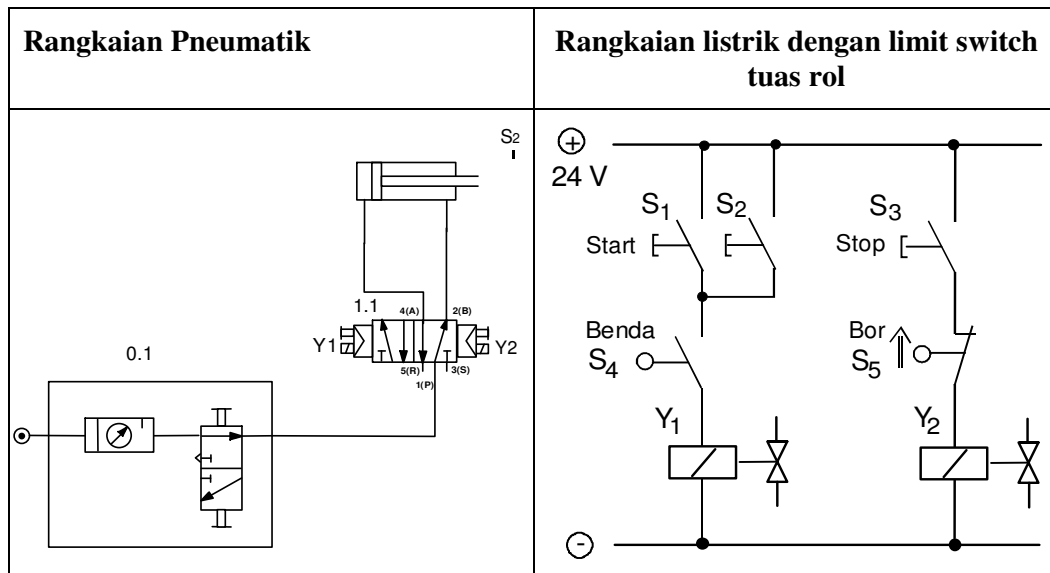 Rangkaian Pneumatik
Rangkaian listrik dengan limit switch
tuas rol
S2
1.1
4(A)
2(B)
Y1
Y2
5(R)
3(S)
1(P)
0.1
+
24 V
S1
S2
S3
Start
Stop
Benda
S4
Bor
S5
Y1
Y2
-